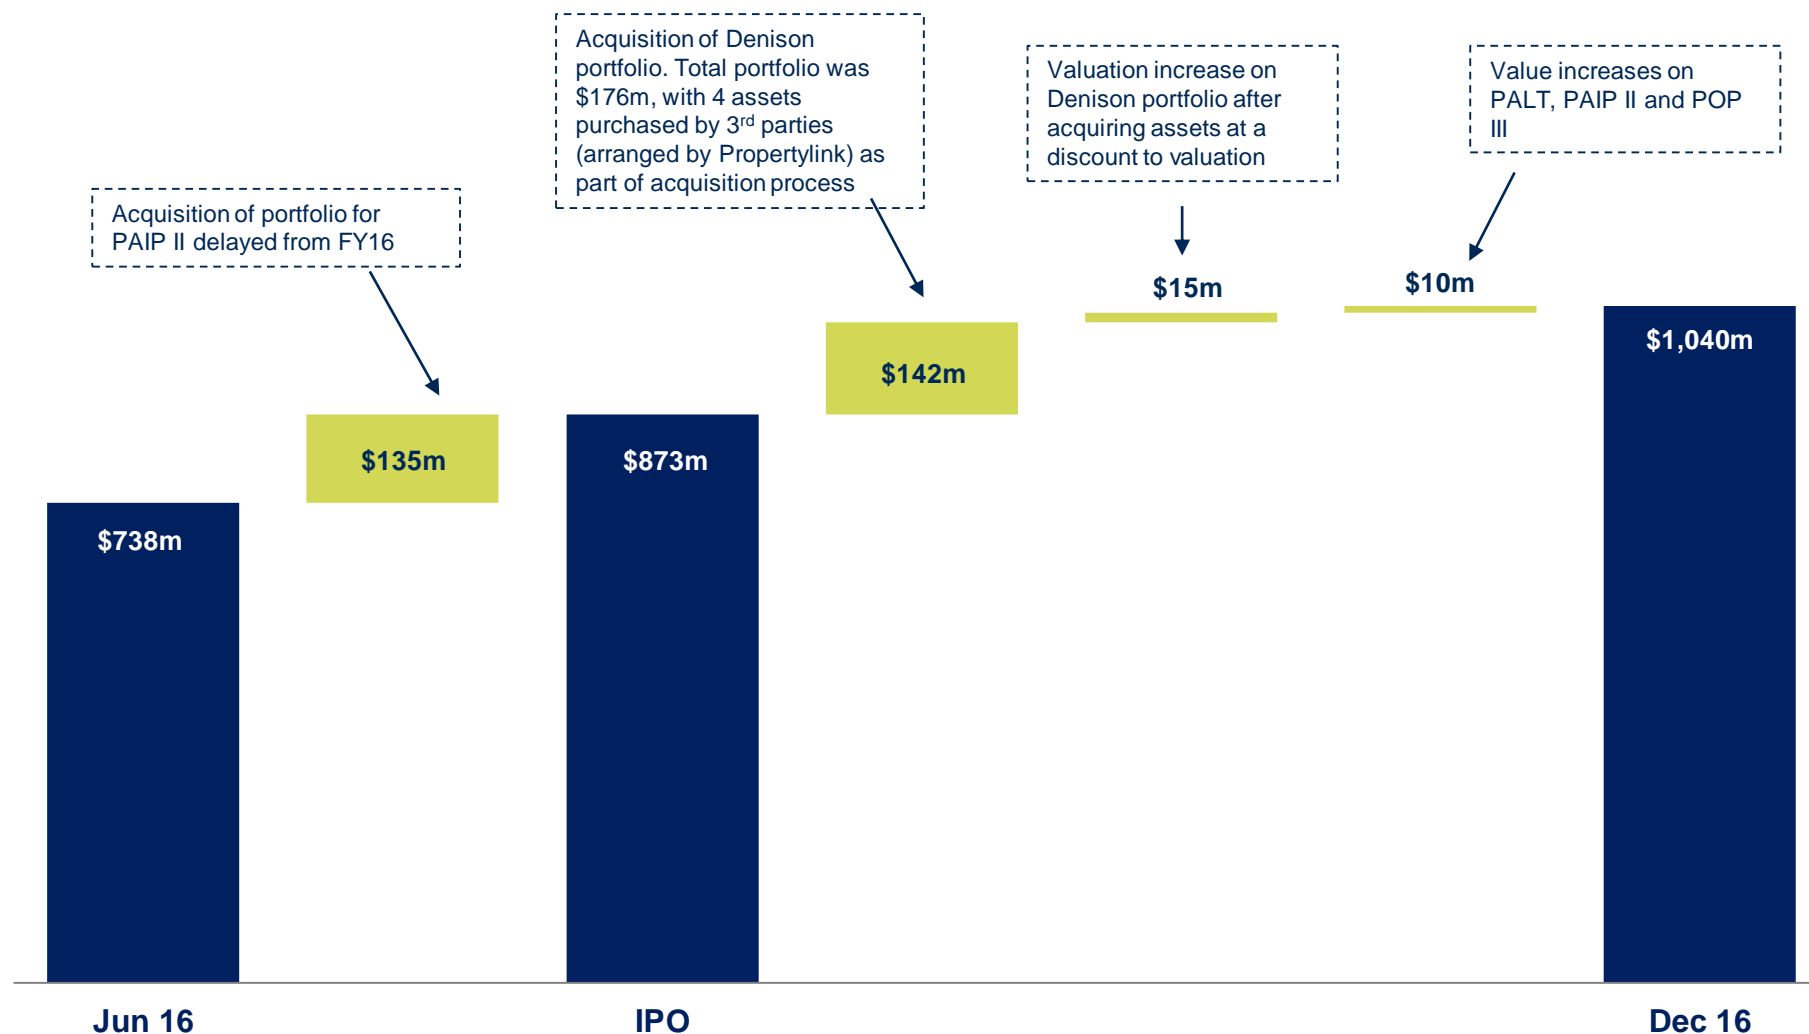 Acquisition of portfolio for
PAIP II delayed from FY16
Acquisition of Denison
portfolio. Total portfolio was
$176m, with 4 assets
purchased by 3rd parties
(arranged by Propertylink) as
part of acquisition process
Valuation increase on
Denison portfolio after
acquiring assets at a
discount to valuation
Value increases on
PALT, PAIP II and POP
III
$738m
$135m
$873m
$142m
$15m
$10m
$1,040m
Jun 16
IPO
Dec 16